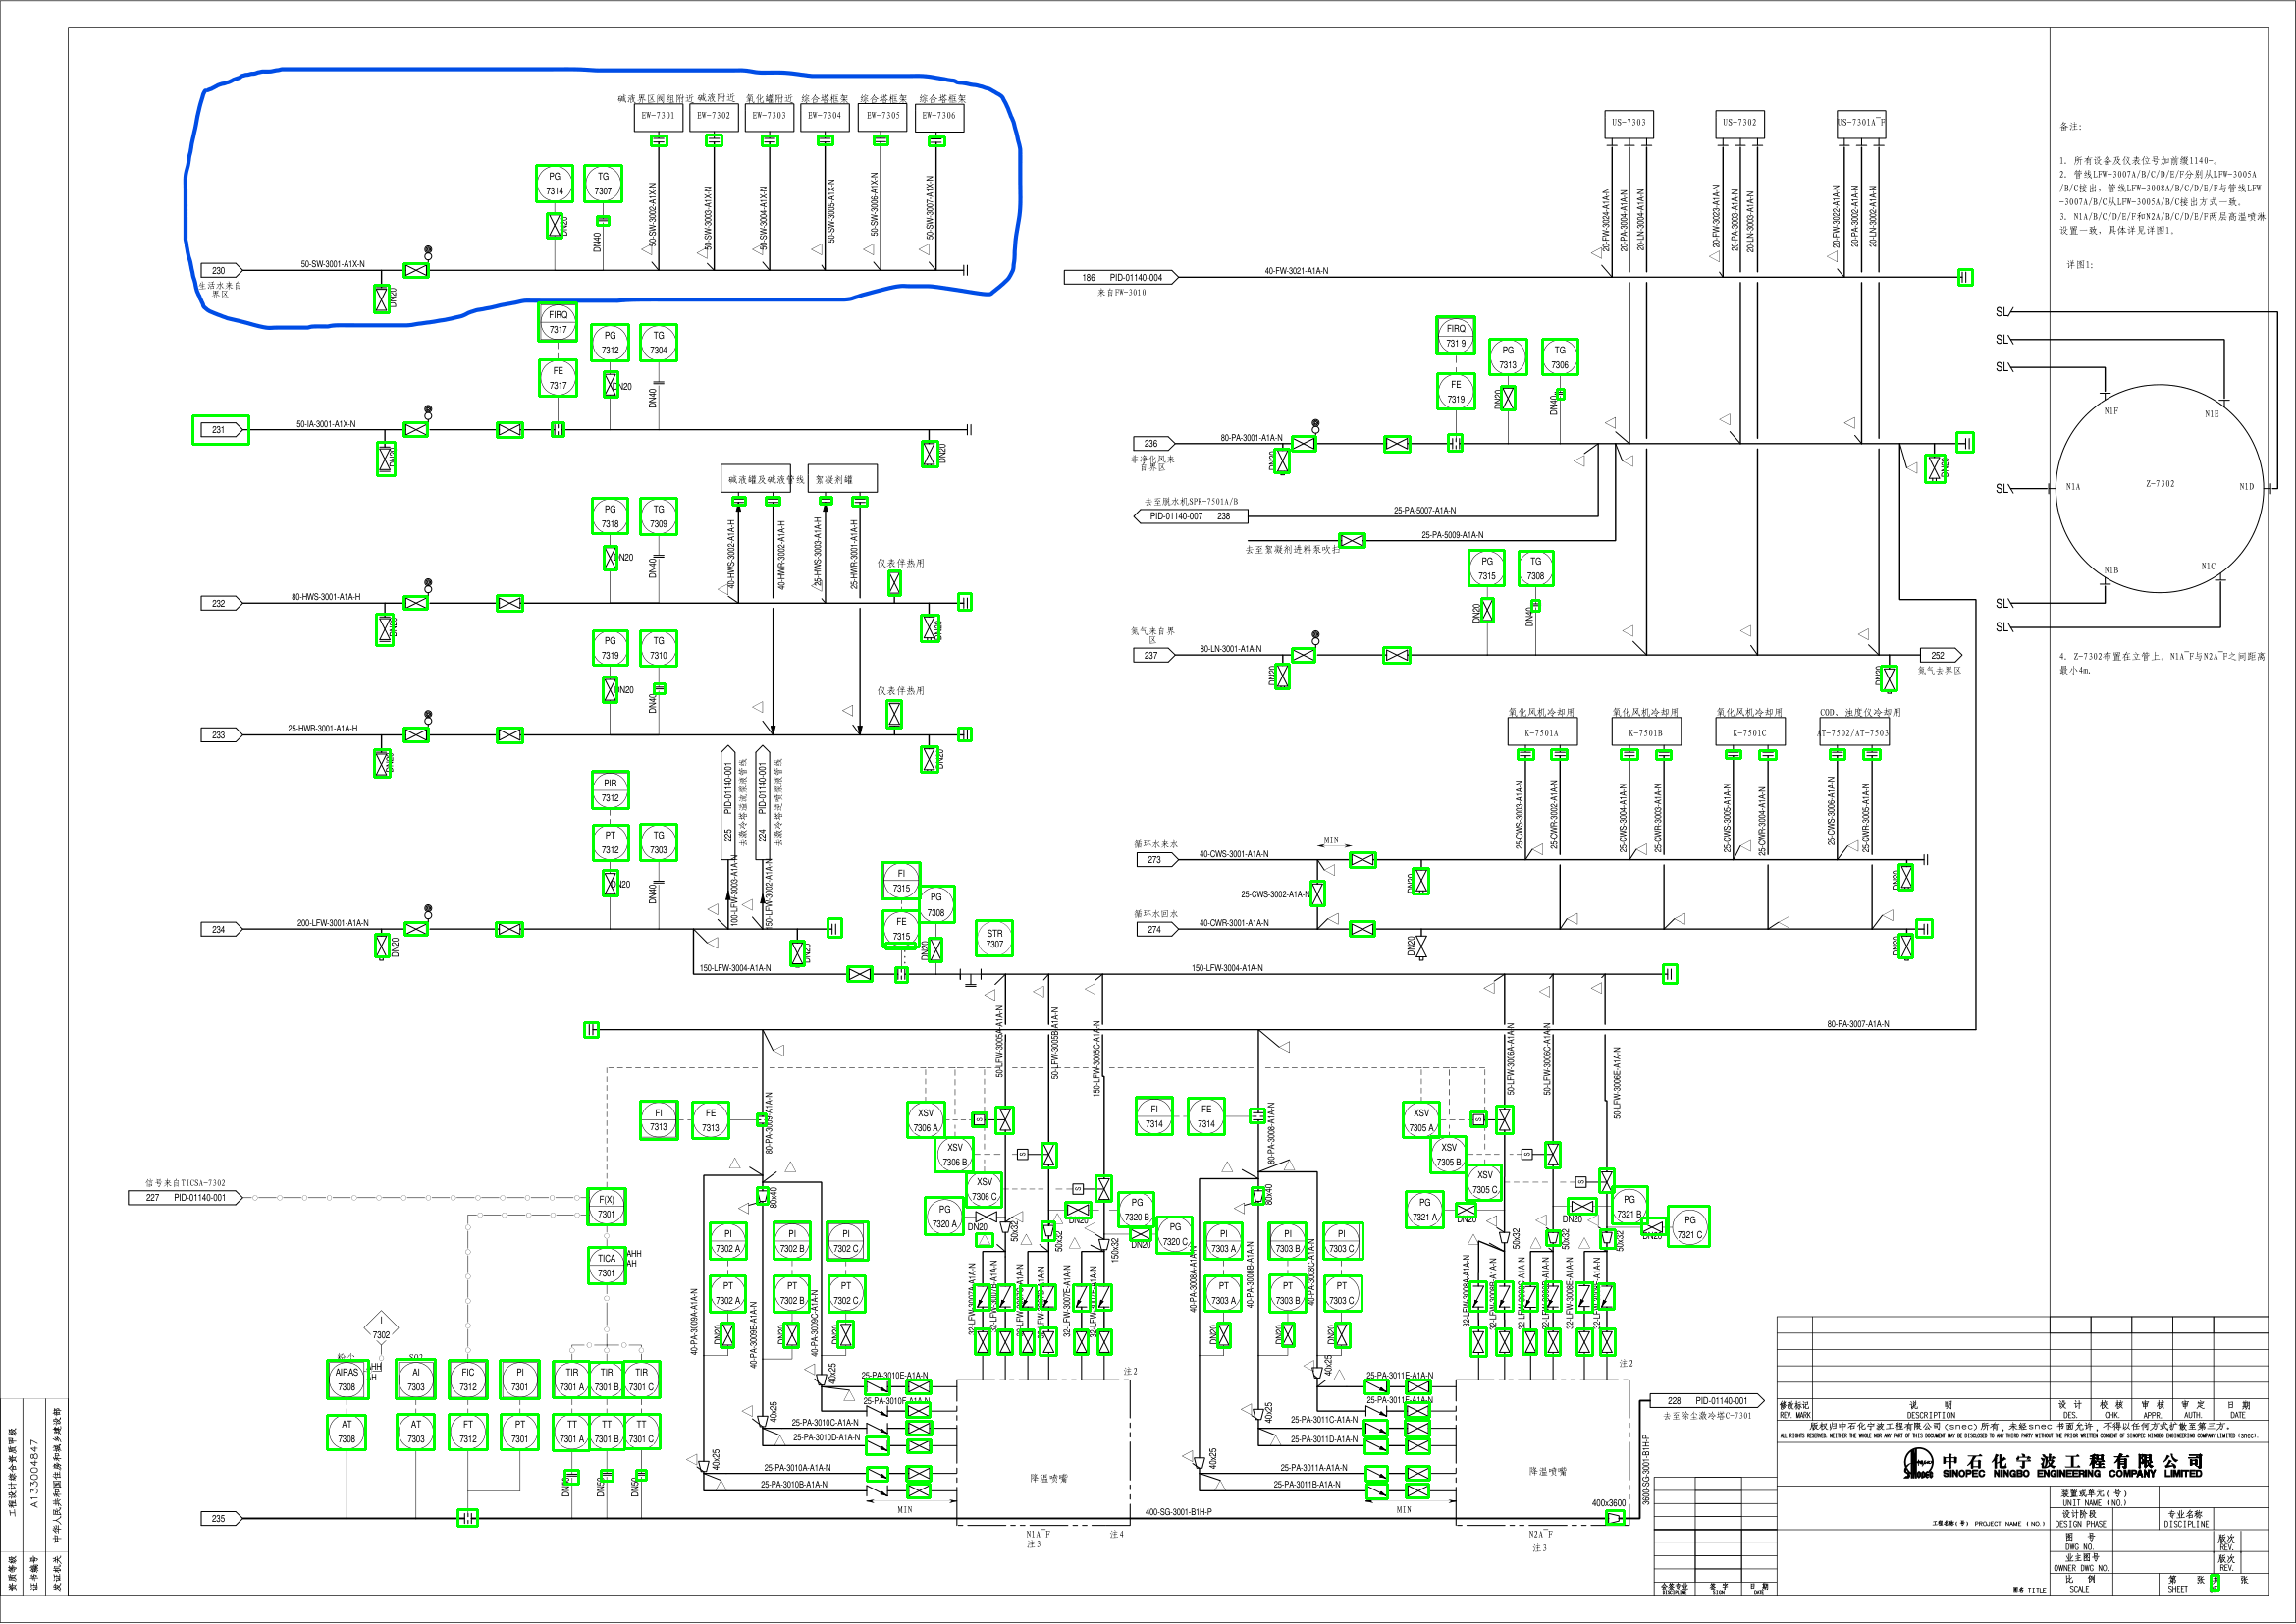 碱液界区阀组附近 碱液附近 氧化罐附近 综合塔框架 综合塔框架 综合塔框架
EW-7301 EW-7302 EW-7303 EW-7304 EW-7305 EW-7306
PG 7314
TG 7307
DN20
DN40
50-SW-3002-A1X-N
50-SW-3003-A1X-N
50-SW-3004-A1X-N
50-SW-3005-A1X-N
50-SW-3006-A1X-N
50-SW-3007-A1X-N
230
50-SW-3001-A1X-N
生活水来自界区
DN20
FIRQ 7317
FE 7317
PG 7312
TG 7304
DN20
DN40
231
50-IA-3001-A1X-N
DN20
碱液罐及碱液管线
絮凝剂罐
PG 7318
TG 7309
DN20
DN40
40-HWS-3002-A1A-H
40-HWR-3002-A1A-H
25-HWS-3003-A1A-H
25-HWR-3001-A1A-H
仪表伴热用
232
80-HWS-3001-A1A-H
PG 7319
TG 7310
DN20
DN40
仪表伴热用
233
25-HWR-3001-A1A-H
PIR 7312
PT 7312
TG 7303
DN20
DN40
225 PID-01140-001
去激冷塔溢流浆液管线
224 PID-01140-001
去激冷塔逆喷浆液管线
100-LFW-3003-A1A-N
150-LFW-3002-A1A-N
234
200-LFW-3001-A1A-N
DN20
FI 7315
FE 7315
PG 7308
STR 7307
DN20
150-LFW-3004-A1A-N
150-LFW-3004-A1A-N
US-7303
US-7302
US-7301A~F
20-FW-3024-A1A-N
20-PA-3004-A1A-N
20-LN-3004-A1A-N
20-FW-3023-A1A-N
20-PA-3003-A1A-N
20-LN-3003-A1A-N
20-FW-3022-A1A-N
20-PA-3002-A1A-N
20-LN-3002-A1A-N
186 PID-01140-004
来自FW-3010
40-FW-3021-A1A-N
FIRQ 731 9
FE 7319
PG 7313
TG 7306
DN20
DN40
236
80-PA-3001-A1A-N
非净化风来自界区
DN20
去至脱水机SPR-7501A/B
PID-01140-007 238
25-PA-5007-A1A-N
去至絮凝剂进料泵吹扫
25-PA-5009-A1A-N
PG 7315
TG 7308
DN20
DN40
氮气来自界区
237
80-LN-3001-A1A-N
DN20
252
氮气去界区
氧化风机冷却用 氧化风机冷却用 氧化风机冷却用 COD、浊度仪冷却用
K-7501A K-7501B K-7501C AT-7502/AT-7503
25-CWS-3003-A1A-N
25-CWR-3002-A1A-N
25-CWS-3004-A1A-N
25-CWR-3003-A1A-N
25-CWS-3005-A1A-N
25-CWR-3004-A1A-N
25-CWS-3006-A1A-N
25-CWR-3005-A1A-N
循环水来水
273
40-CWS-3001-A1A-N
MIN
25-CWS-3002-A1A-N
DN20
循环水回水
274
40-CWR-3001-A1A-N
DN20
备注:
1. 所有设备及仪表位号加前缀1140-。
2. 管线LFW-3007A/B/C/D/E/F分别从LFW-3005A
/B/C接出, 管线LFW-3008A/B/C/D/E/F与管线LFW
-3007A/B/C从LFW-3005A/B/C接出方式一致。
3. N1A/B/C/D/E/F和N2A/B/C/D/E/F两层高温喷淋
设置一致, 具体详见详图1。
详图1:
SL
SL
SL
SL
SL
SL
N1F
N1E
N1A
Z-7302
N1D
N1B
N1C
4. Z-7302布置在立管上, N1A~F与N2A~F之间距离
最小4m.
80-PA-3007-A1A-N
50-LFW-3005A-A1A-N
50-LFW-3005B-A1A-N
150-LFW-3005C-A1A-N
50-LFW-3006A-A1A-N
50-LFW-3006C-A1A-N
50-LFW-3006E-A1A-N
FI 7313
FE 7313
80-PA-3009-A1A-N
XSV 7306 A
XSV 7306 B
XSV 7306 C
S
S
S
FI 7314
FE 7314
80-PA-3008-A1A-N
XSV 7305 A
XSV 7305 B
XSV 7305 C
S
S
S
信号来自TICSA-7302
227 PID-01140-001
F(X) 7301
TICA 7301
AHH
AH
80x40
PG 7320 A
PG 7320 B
PG 7320 C
DN20
50x32
50x32
150x32
80x40
PG 7321 A
PG 7321 B
PG 7321 C
DN20
50x32
50x32
PI 7302 A
PI 7302 B
PI 7302 C
PT 7302 A
PT 7302 B
PT 7302 C
DN20
PI 7303 A
PI 7303 B
PI 7303 C
PT 7303 A
PT 7303 B
PT 7303 C
DN20
40-PA-3009A-A1A-N
40-PA-3009B-A1A-N
40-PA-3009C-A1A-N
40-PA-3008A-A1A-N
40-PA-3008B-A1A-N
40-PA-3008C-A1A-N
32-LFW-3007A-A1A-N
32-LFW-3007E-A1A-N
32-LFW-3008A-A1A-N
32-LFW-3008B-A1A-N
32-LFW-3008E-A1A-N
I 7302
AIRAS 7308
AI 7303
FIC 7312
PI 7301
TIR 7301 A
TIR 7301 B
TIR 7301 C
AT 7308
AT 7303
FT 7312
PT 7301
TT 7301 A
TT 7301 B
TT 7301 C
DN50
25-PA-3010E-A1A-N
25-PA-3010F-A1A-N
25-PA-3010C-A1A-N
25-PA-3010D-A1A-N
25-PA-3010A-A1A-N
25-PA-3010B-A1A-N
40x25
40x25
40x25
MIN
注2
降温喷嘴
N1A~F
注3
注4
25-PA-3011E-A1A-N
25-PA-3011F-A1A-N
25-PA-3011C-A1A-N
25-PA-3011D-A1A-N
25-PA-3011A-A1A-N
25-PA-3011B-A1A-N
40x25
40x25
40x25
MIN
注2
降温喷嘴
N2A~F
注3
235
400-SG-3001-B1H-P
400x3600
3600-SG-3001-B1H-P
228 PID-01140-001
去至除尘激冷塔C-7301
修改标记 说 明 设 计 校 核 审 核 审 定 日 期
REV. MARK DESCRIPTION DES. CHK. APPR. AUTH. DATE
版权归中石化宁波工程有限公司(snec)所有, 未经snec 书面允许, 不得以任何方式扩散至第三方。
中石化宁波工程有限公司
SINOPEC NINGBO ENGINEERING COMPANY LIMITED
装置或单元(号)
UNIT NAME (NO.)
工程名称(号) PROJECT NAME (NO.)
设计阶段
DESIGN PHASE
专业名称
DISCIPLINE
图 号
DWG NO.
版次
REV.
业主图号
OWNER DWG NO.
版次
REV.
比 例
SCALE
第 张
SHEET
张
图名 TITLE
会签专业 签 字 日 期
DISCIPLINE SIGN DATE
资质等级 工程设计综合资质甲级
证书编号 A133004847
发证机关 中华人民共和国住房和城乡建设部